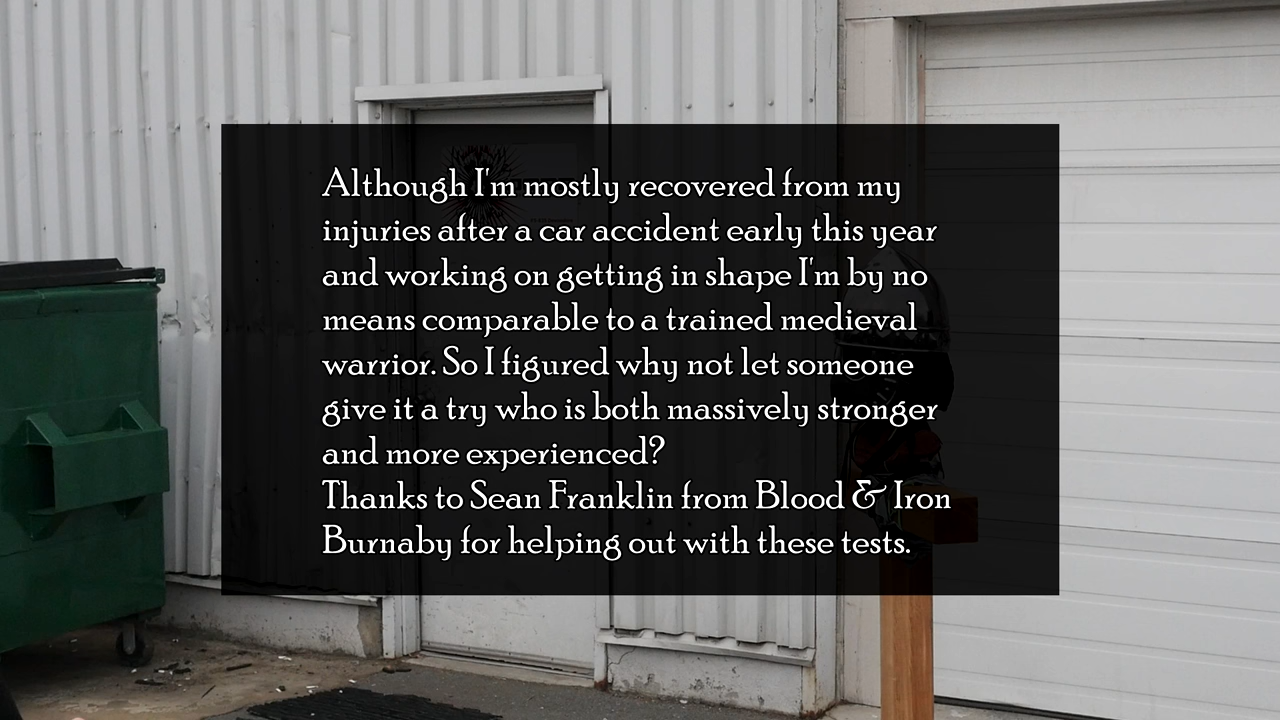 Although I'm mostly recovered from my
injuries after a car accident early this year
and working on getting in shape I'm by no
means comparable to a trained medieval
warrior. So I figured why not let someone
give it a try who is both massively stronger
and more experienced?
Thanks to Sean Franklin from Blood & Iron
Burnaby for helping out with these tests.